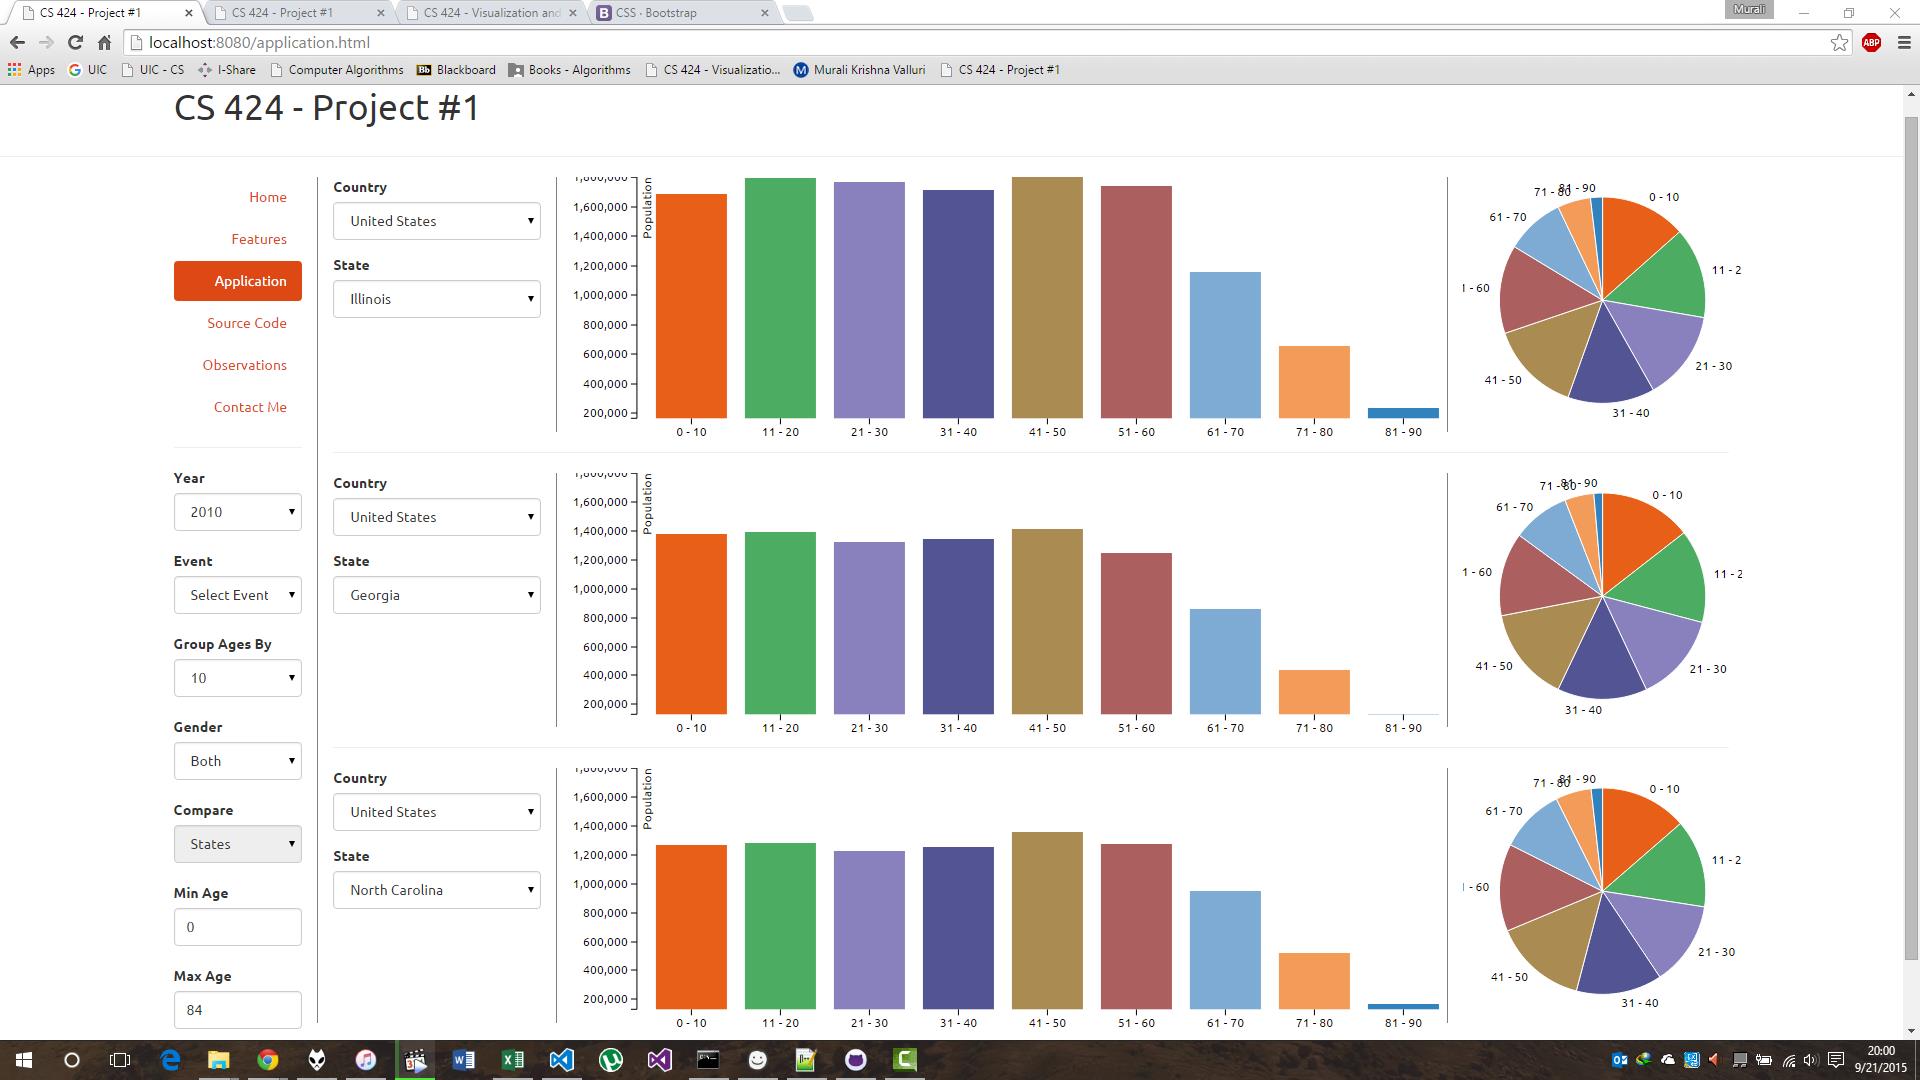 CS 424 - Project #1
CS 424 - Project #1
CS 424 - Visualization and
CSS · Bootstrap
Murali
localhost:8080/application.html
Apps
UIC
UIC - CS
I-Share
Computer Algorithms
Blackboard
Books - Algorithms
CS 424 - Visualizatio...
Murali Krishna Valluri
CS 424 - Project #1
CS 424 - Project #1
Home
Features
Application
Source Code
Observations
Contact Me
Year
2010
Event
Select Event
Group Ages By
10
Gender
Both
Compare
States
Min Age
0
Max Age
84
Country
United States
State
Illinois
Population
1,800,000
1,600,000
1,400,000
1,200,000
1,000,000
800,000
600,000
400,000
200,000
0 - 10
11 - 20
21 - 30
31 - 40
41 - 50
51 - 60
61 - 70
71 - 80
81 - 90
71 - 80
81 - 90
0 - 10
61 - 70
11 - 2
1 - 60
21 - 30
41 - 50
31 - 40
Country
United States
State
Georgia
Population
1,800,000
1,600,000
1,400,000
1,200,000
1,000,000
800,000
600,000
400,000
200,000
0 - 10
11 - 20
21 - 30
31 - 40
41 - 50
51 - 60
61 - 70
71 - 80
81 - 90
71 - 80
81 - 90
0 - 10
61 - 70
11 - 2
1 - 60
21 - 30
41 - 50
31 - 40
Country
United States
State
North Carolina
Population
1,800,000
1,600,000
1,400,000
1,200,000
1,000,000
800,000
600,000
400,000
200,000
0 - 10
11 - 20
21 - 30
31 - 40
41 - 50
51 - 60
61 - 70
71 - 80
81 - 90
71 - 80
81 - 90
0 - 10
61 - 70
11 - 2
- 60
21 - 30
41 - 50
31 - 40
20:00
9/21/2015